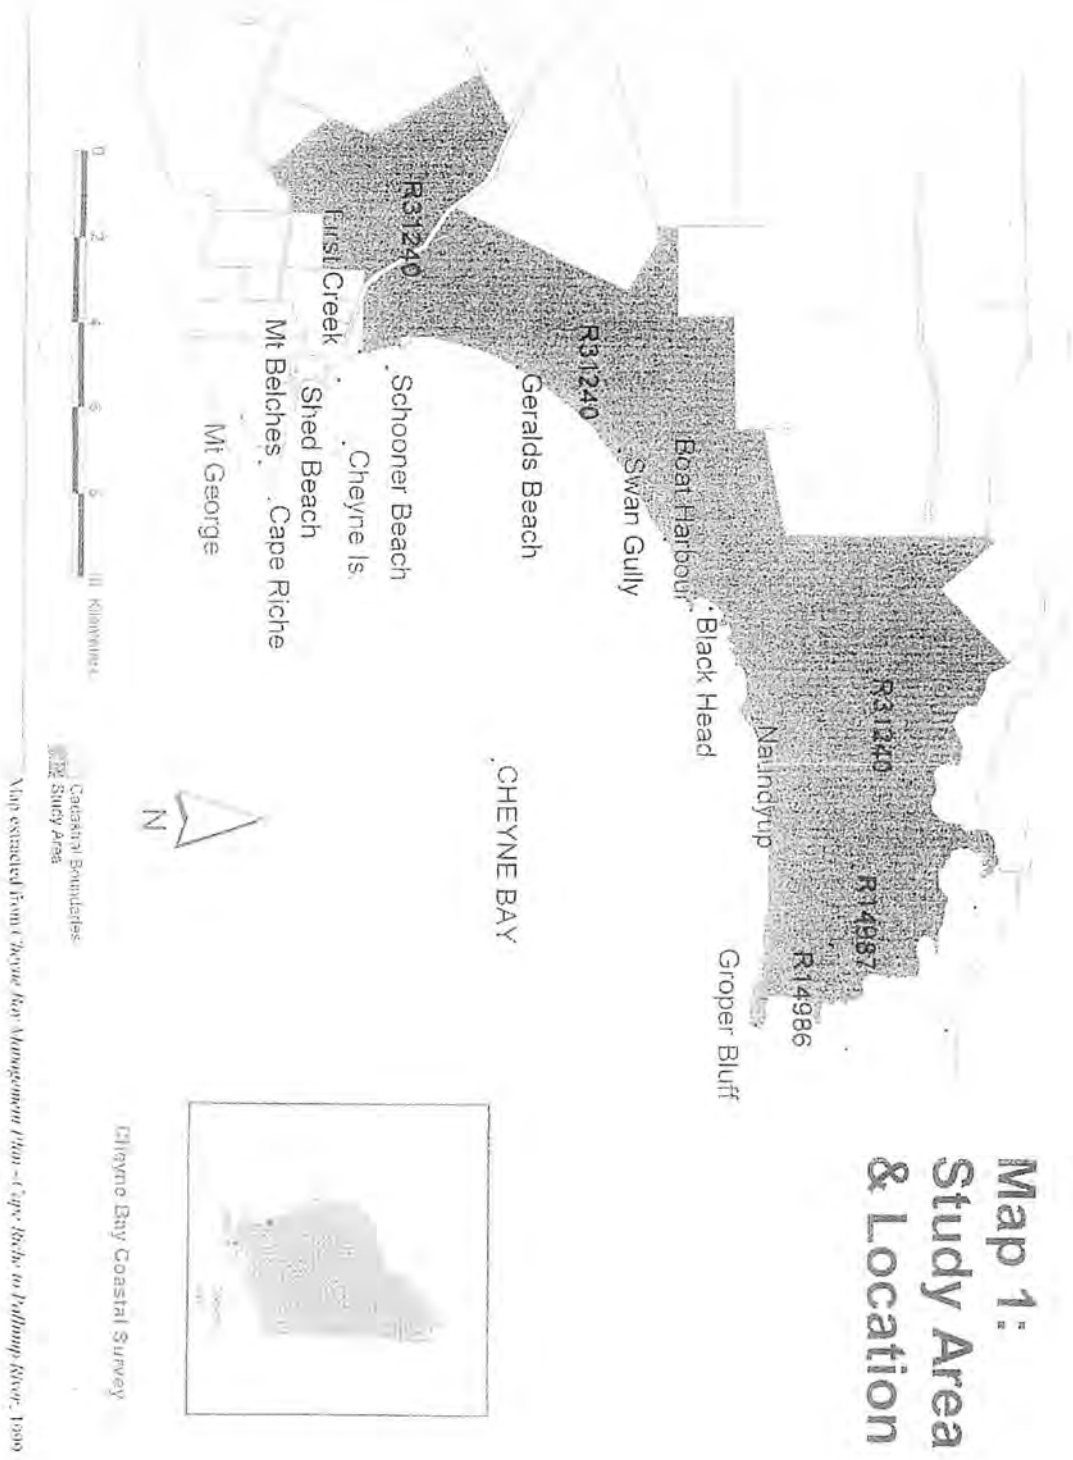 Map 1:
Study Area
& Location
R31240
R14987
R14986
Naundyup
Groper Bluff
Black Head
Boat Harbour
Swan Gully
R31240
Geralds Beach
CHEYNE BAY
R31240
Schooner Beach
Cheyne Is.
First Creek
Shed Beach
Mt Belches
Cape Riche
Mt George
N
0 2 4 6 8 10 Kilometres
Cadastral Boundaries
Study Area
Cheyne Bay Coastal Survey
Map extracted from Cheyne Bay Management Plan - Cape Riche to Pallinup River, 1999